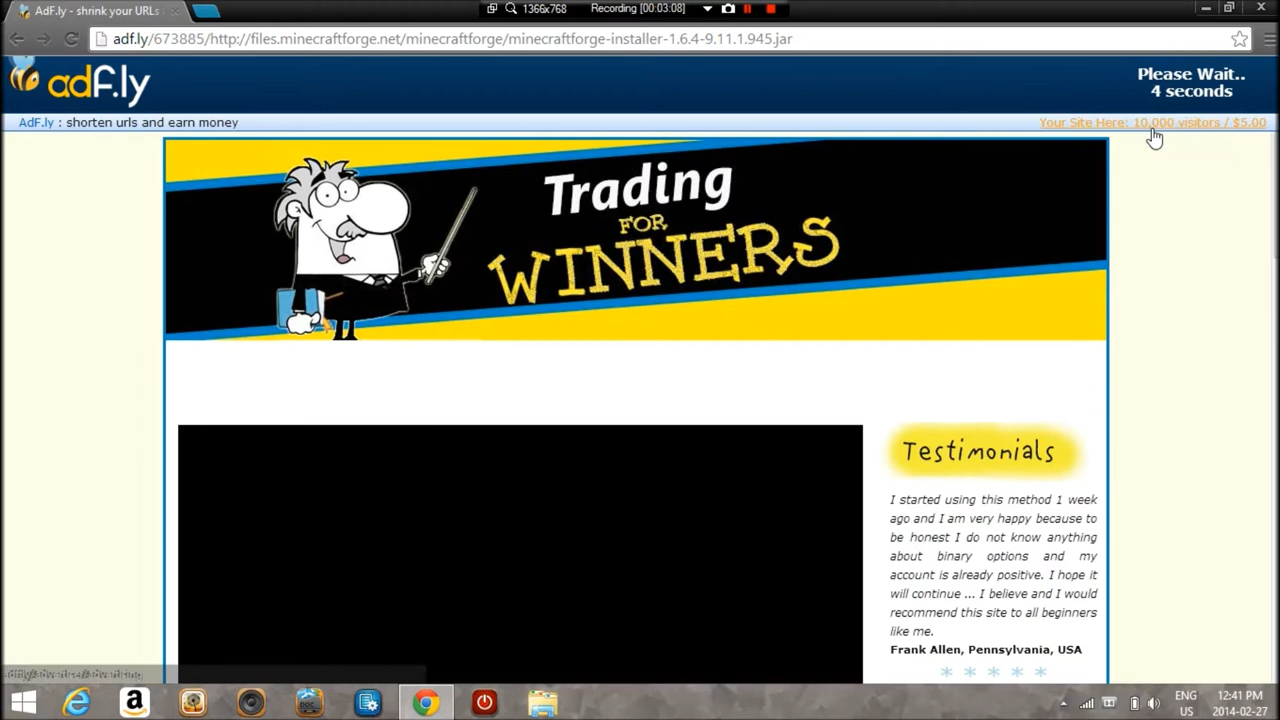 AdF.ly - shrink your URLs
1366x768
Recording [00:03:08]
adf.ly/673885/http://files.minecraftforge.net/minecraftforge/minecraftforge-installer-1.6.4-9.11.1.945.jar
adf.ly
Please Wait..
4 seconds
AdF.ly : shorten urls and earn money
Your Site Here: 10,000 visitors / $5.00
Trading
FOR
WINNERS
Testimonials
I started using this method 1 week
ago and I am very happy because to
be honest I do not know anything
about binary options and my
account is already positive. I hope it
will continue ... I believe and I would
recommend this site to all beginners
like me.
Frank Allen, Pennsylvania, USA
ENG
US
12:41 PM
2014-02-27